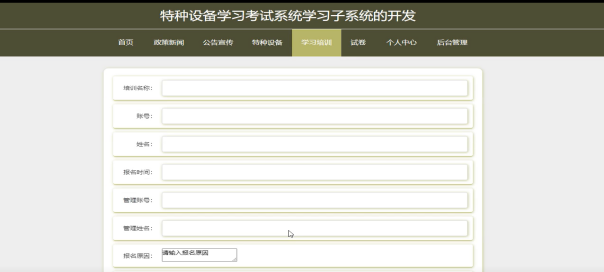 特种设备学习考试系统学习子系统的开发
首页 政策新闻 公告宣传 特种设备 学习培训 试卷 个人中心 后台管理
培训名称：
账号：
姓名：
报名时间：
管理账号：
管理姓名：
报名原因： 请输入报名原因